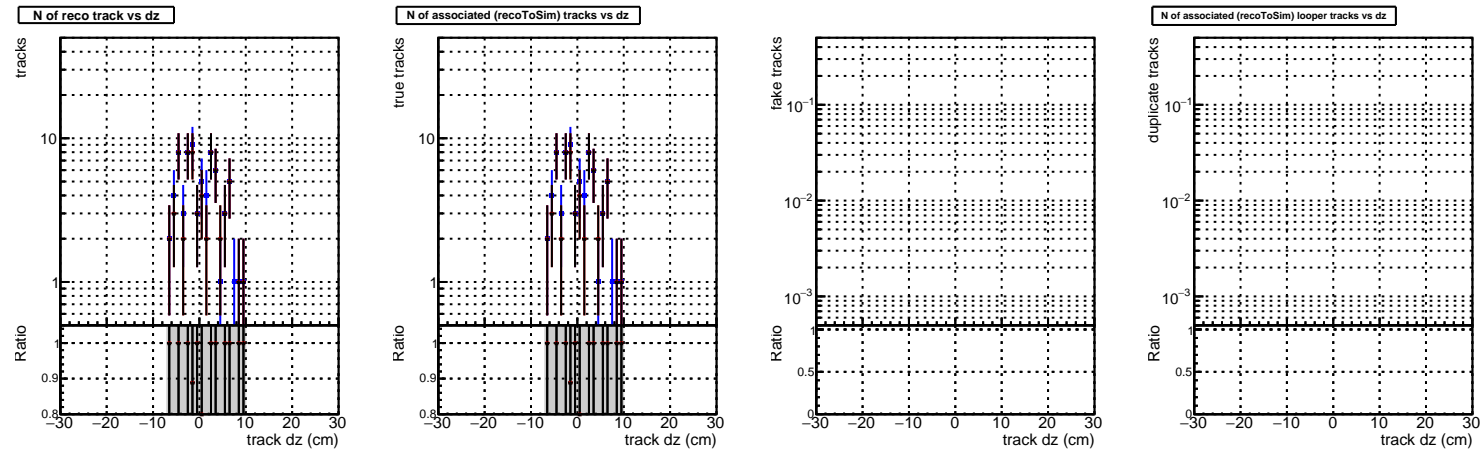 N of reco track vs dz
tracks
10
1
Ratio
1
0.9
0.8
−30 −20 −10 0 10 20 30
track dz (cm)
N of associated (recoToSim) tracks vs dz
true tracks
10
1
Ratio
1
0.9
0.8
−30 −20 −10 0 10 20 30
track dz (cm)
fake tracks
10−1
10−2
10−3
Ratio
1
0.5
0
−30 −20 −10 0 10 20 30
track dz (cm)
N of associated (recoToSim) looper tracks vs dz
duplicate tracks
10−1
10−2
10−3
Ratio
1
0.5
0
−30 −20 −10 0 10 20 30
track dz (cm)